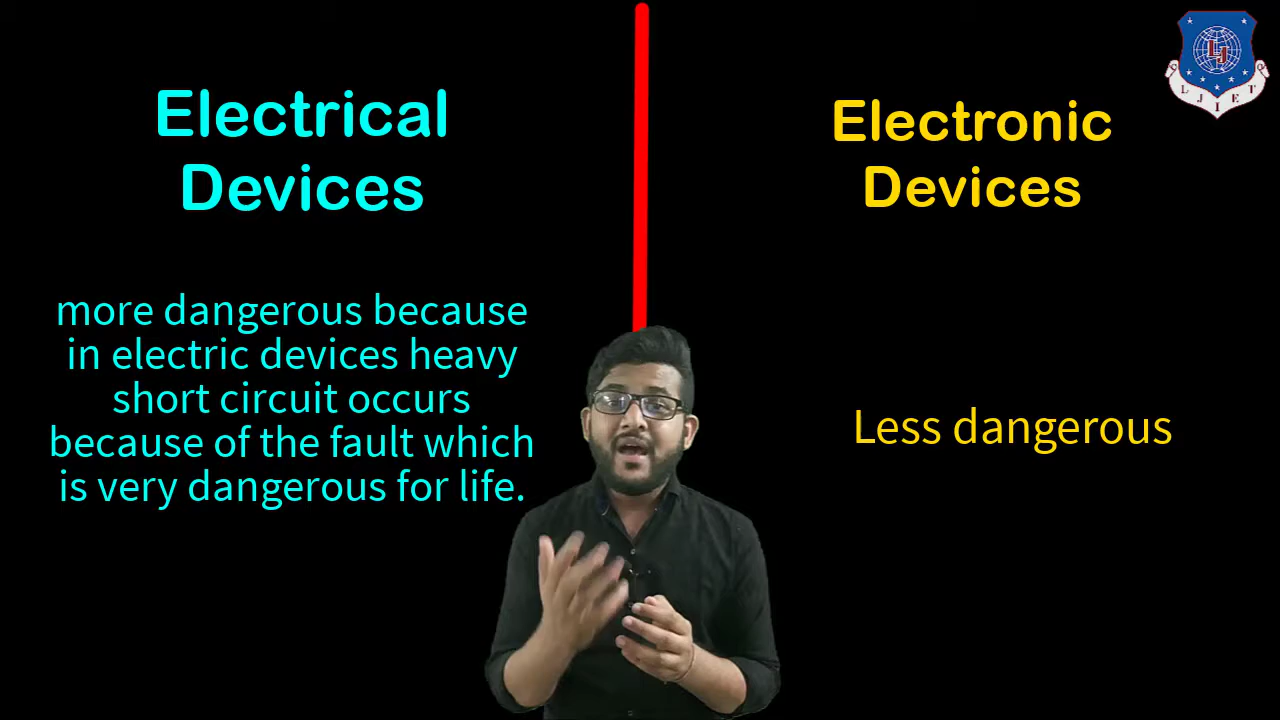 Electrical
Devices
more dangerous because
in electric devices heavy
short circuit occurs
because of the fault which
is very dangerous for life.
Electronic
Devices
Less dangerous
LJ
L J I E T